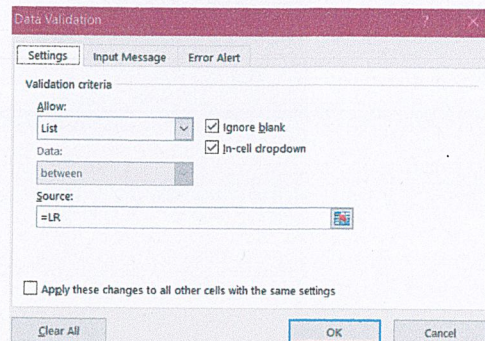 Data Validation ? ×
Settings Input Message Error Alert
Validation criteria
Allow:
List
Ignore blank
Data:
In-cell dropdown
between
Source:
=LR
Apply these changes to all other cells with the same settings
Clear All OK Cancel